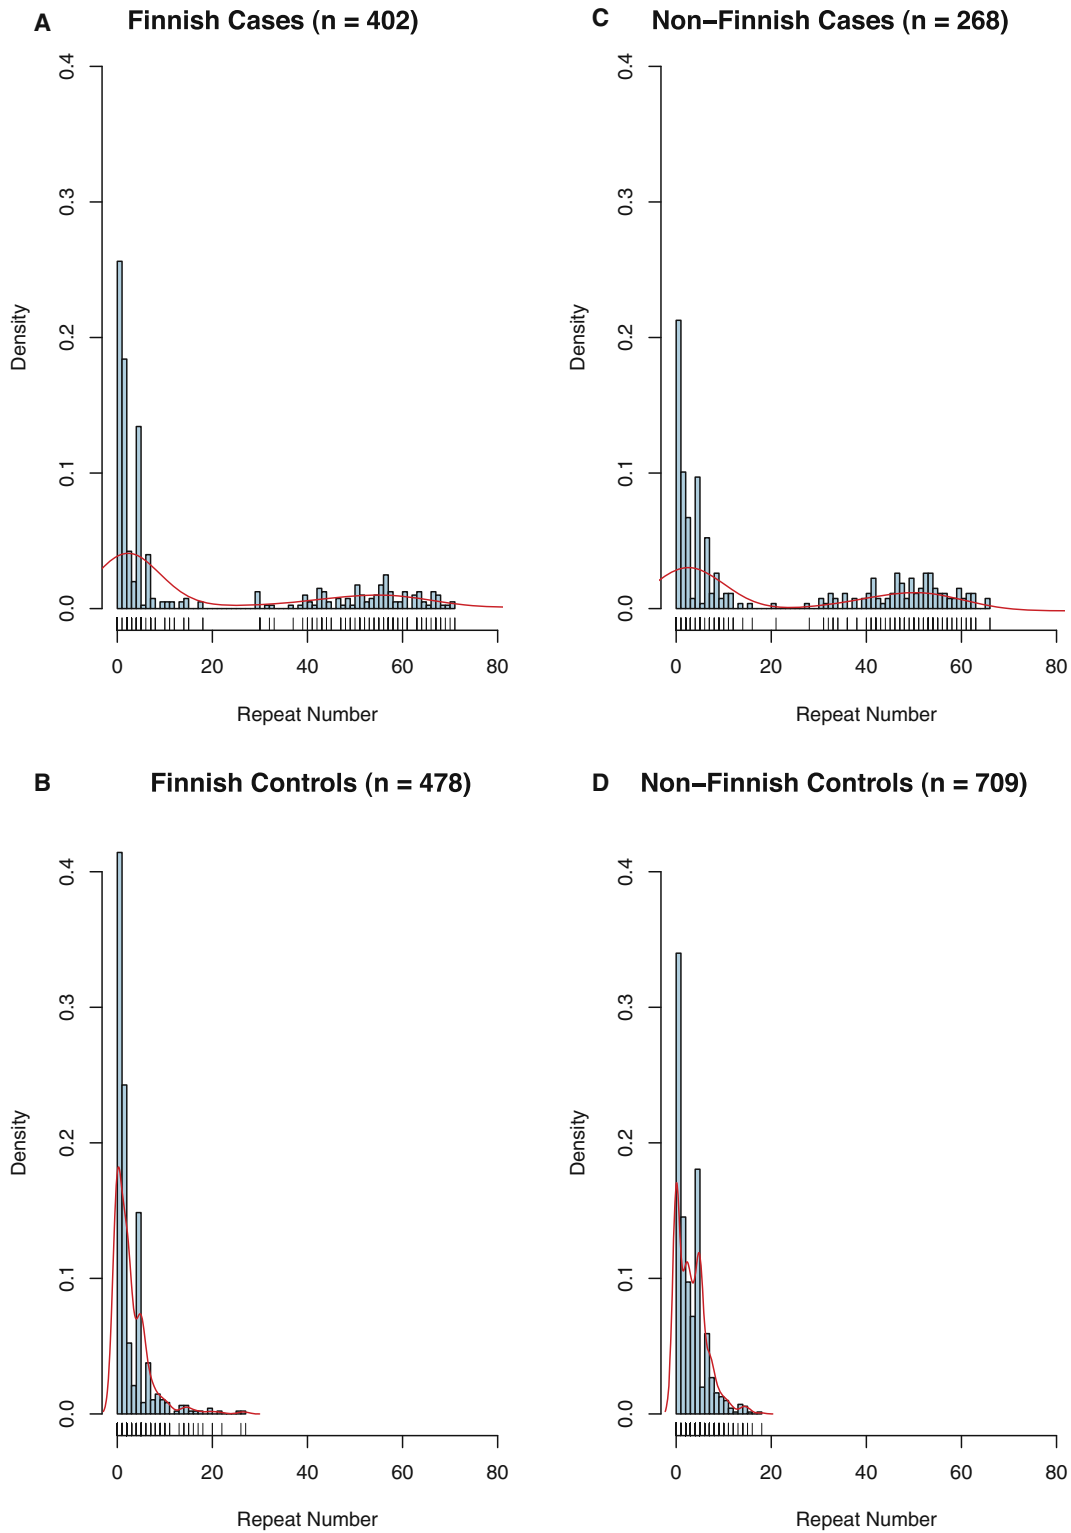 A Finnish Cases (n = 402)
0.4
0.3
0.2
0.1
0.0
Density
0 20 40 60 80
Repeat Number
C Non–Finnish Cases (n = 268)
0.4
0.3
0.2
0.1
0.0
Density
0 20 40 60 80
Repeat Number
B Finnish Controls (n = 478)
0.4
0.3
0.2
0.1
0.0
Density
0 20 40 60 80
Repeat Number
D Non–Finnish Controls (n = 709)
0.4
0.3
0.2
0.1
0.0
Density
0 20 40 60 80
Repeat Number